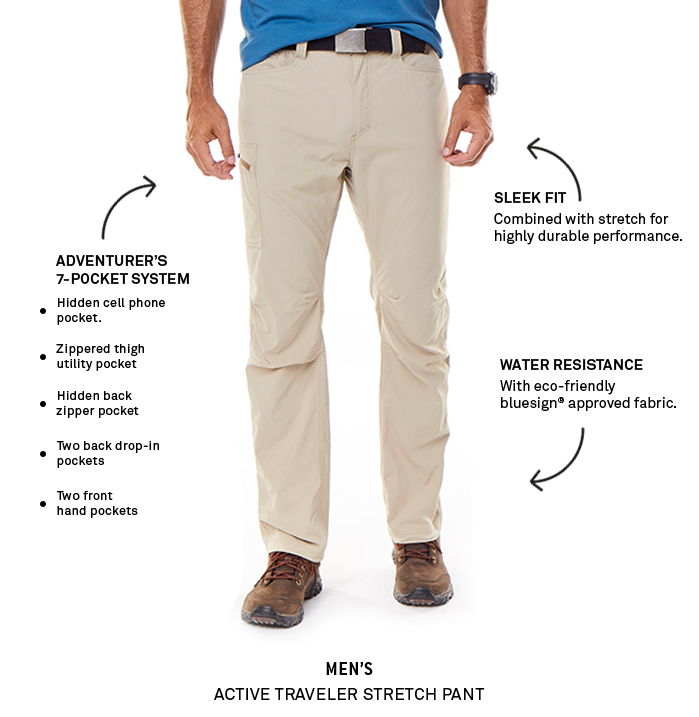 SLEEK FIT
Combined with stretch for
highly durable performance.
ADVENTURER'S
7-POCKET SYSTEM
• Hidden cell phone
pocket.
• Zippered thigh
utility pocket
• Hidden back
zipper pocket
• Two back drop-in
pockets
• Two front
hand pockets
WATER RESISTANCE
With eco-friendly
bluesign® approved fabric.
MEN'S
ACTIVE TRAVELER STRETCH PANT